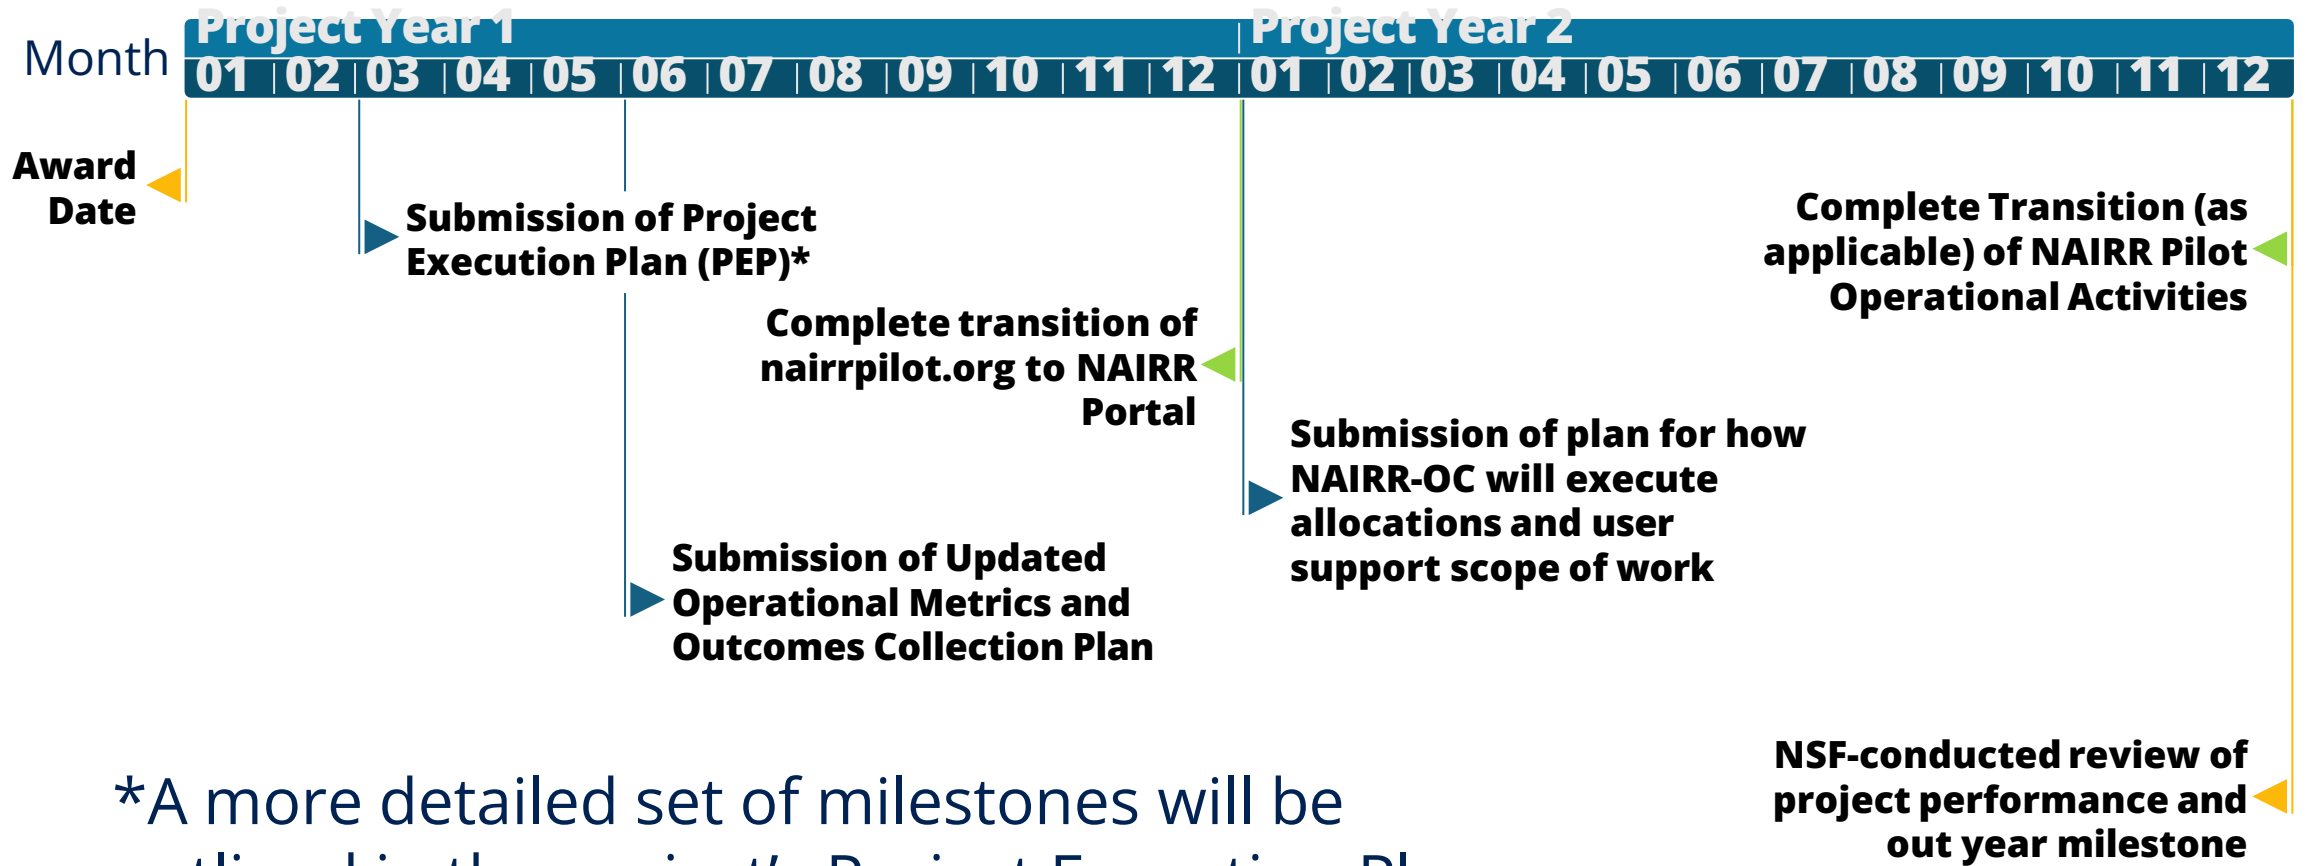 Project Year 1 Project Year 2
Month 01 02 03 04 05 06 07 08 09 10 11 12 01 02 03 04 05 06 07 08 09 10 11 12
Award
Date
Submission of Project
Execution Plan (PEP)*
Complete Transition (as
applicable) of NAIRR Pilot
Operational Activities
Complete transition of
nairrpilot.org to NAIRR
Portal
Submission of plan for how
NAIRR-OC will execute
allocations and user
support scope of work
Submission of Updated
Operational Metrics and
Outcomes Collection Plan
NSF-conducted review of
project performance and
out year milestone
*A more detailed set of milestones will be
in the project's Project Execution